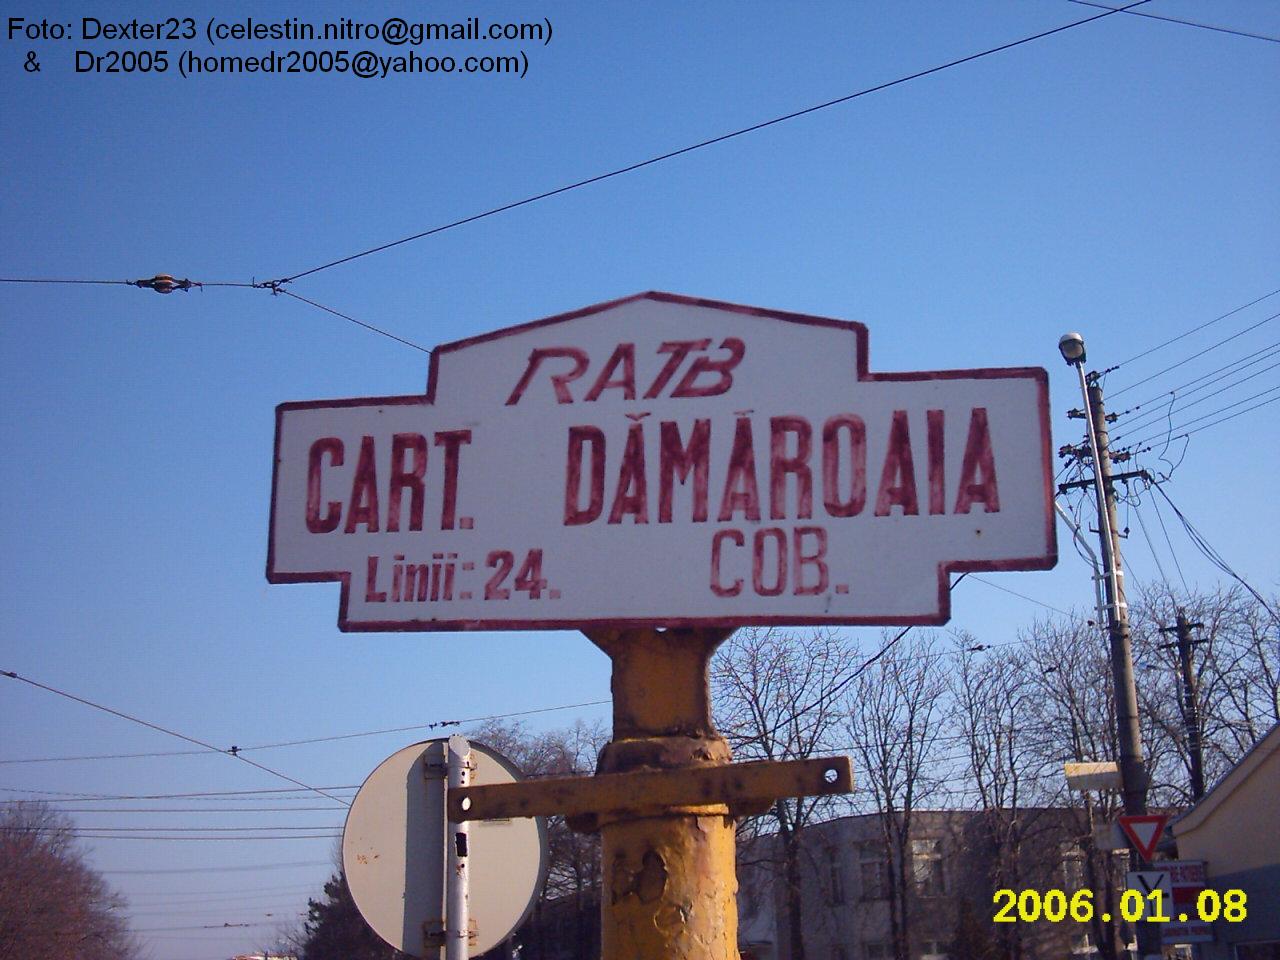 Foto: Dexter23 (celestin.nitro@gmail.com)
& Dr2005 (homedr2005@yahoo.com)
RATB
CART. DĂMĂROAIA
Linii: 24. COB.
2006.01.08